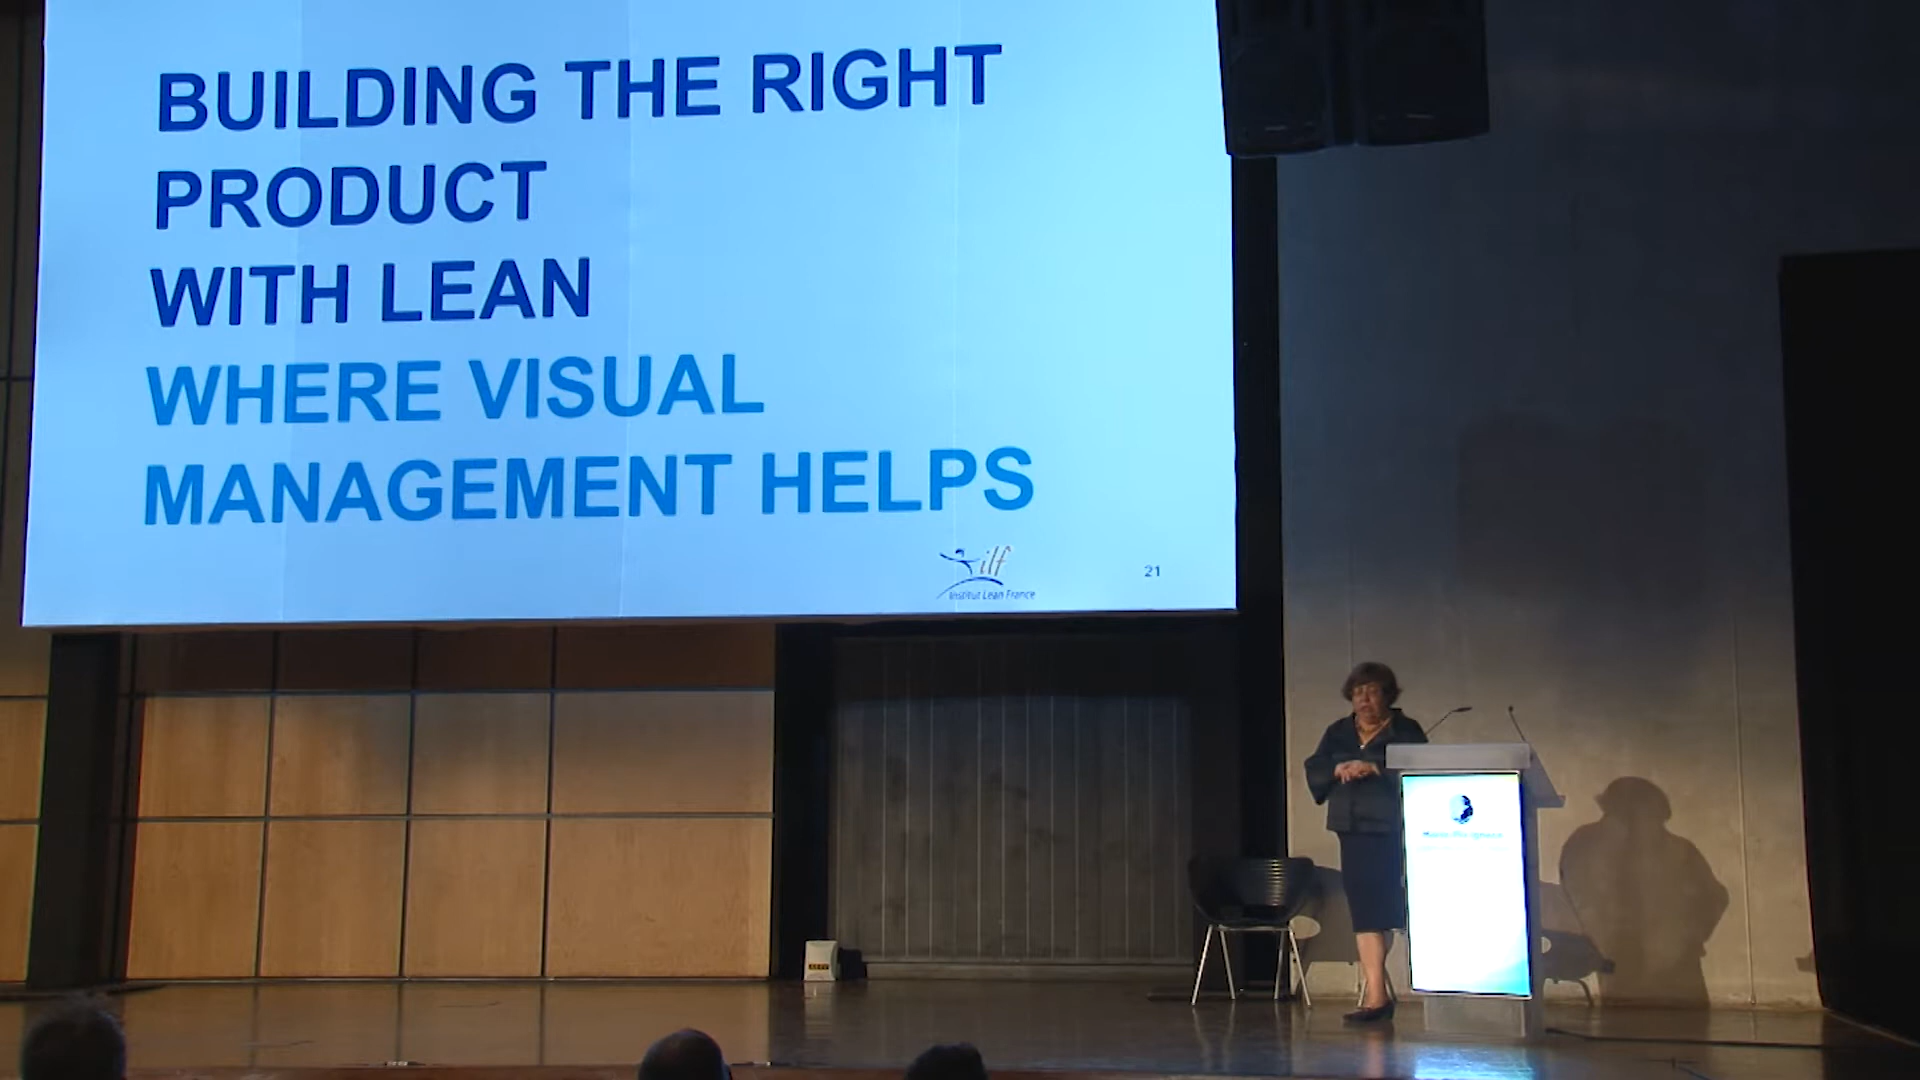 BUILDING THE RIGHT
PRODUCT
WITH LEAN
WHERE VISUAL
MANAGEMENT HELPS
ilf
Institut Lean France
21